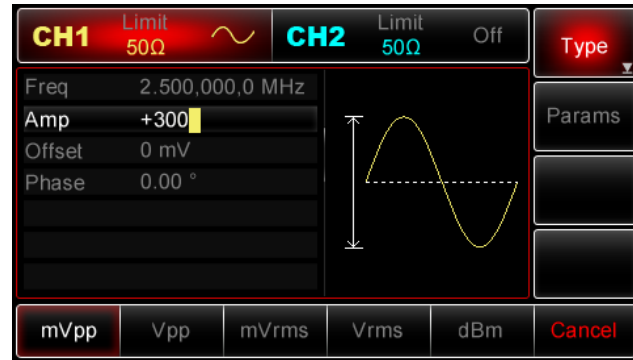 CH1 Limit 50Ω CH2 Limit 50Ω Off
Type
Freq 2.500,000,0 MHz
Amp +300
Offset 0 mV
Phase 0.00 °
Params
mVpp Vpp mVrms Vrms dBm Cancel